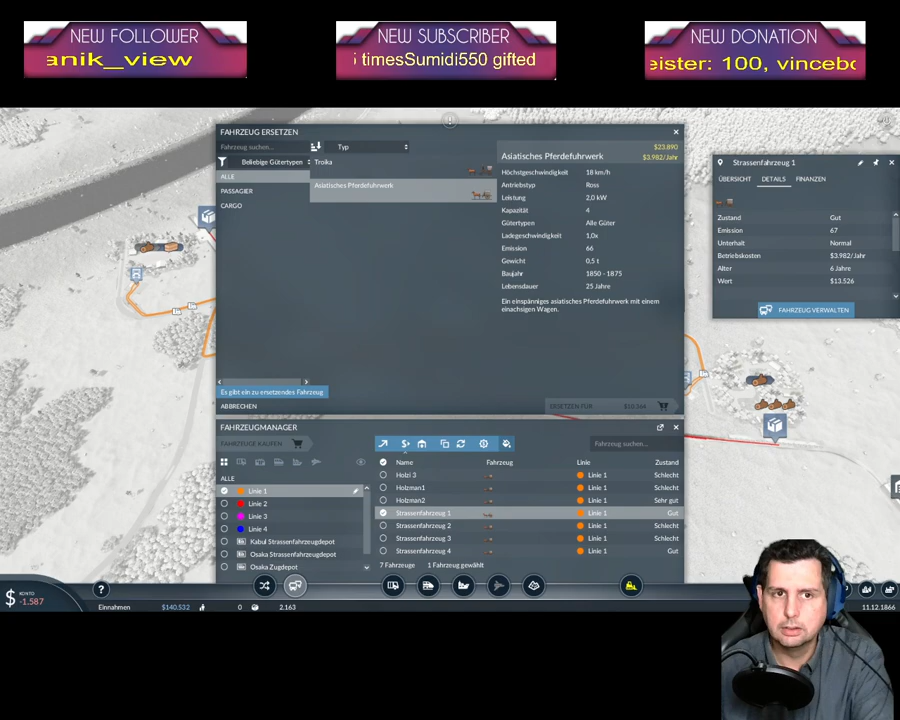 NEW FOLLOWER
anik_view
NEW SUBSCRIBER
timesSumidi550 gifted
NEW DONATION
eister: 100, vincebo
FAHRZEUG ERSETZEN
Fahrzeug suchen...
Typ
Beliebige Gütertypen
ALLE
PASSAGIER
CARGO
Troika
Asiatisches Pferdefuhrwerk
$23.890
Asiatisches Pferdefuhrwerk
$3.982/Jahr
Höchstgeschwindigkeit 18 km/h
Antriebstyp Ross
Leistung 2,0 kW
Kapazität 4
Gütertypen Alle Güter
Ladegeschwindigkeit 1,0x
Emission 66
Gewicht 0,5 t
Baujahr 1850 - 1875
Lebensdauer 25 Jahre
Ein einspänniges asiatisches Pferdefuhrwerk mit einem
einachsigen Wagen.
Es gibt ein zu ersetzendes Fahrzeug
ABBRECHEN
ERSETZEN FÜR
Strassenfahrzeug 1
ÜBERSICHT DETAILS FINANZEN
Zustand Gut
Emission 67
Unterhalt Normal
Betriebskosten $3.982/Jahr
Alter 6 Jahre
Wert $13.526
FAHRZEUG VERWALTEN
FAHRZEUGMANAGER
FAHRZEUGE KAUFEN
Fahrzeug suchen...
ALLE
Linie 1
Linie 2
Linie 3
Linie 4
Kabul Strassenfahrzeugdepot
Osaka Strassenfahrzeugdepot
Osaka Zugdepot
Name Fahrzeug Linie Zustand
Holzi 3 Linie 1 Schlecht
Holzman1 Linie 1 Schlecht
Holzman2 Linie 1 Sehr gut
Strassenfahrzeug 1 Linie 1 Gut
Strassenfahrzeug 2 Linie 1 Schlecht
Strassenfahrzeug 3 Linie 1 Schlecht
Strassenfahrzeug 4 Linie 1 Gut
7 Fahrzeuge 1 Fahrzeug gewählt
$ KONTO
-1.587
Einnahmen $140.532 0 2.163
11.12.1866